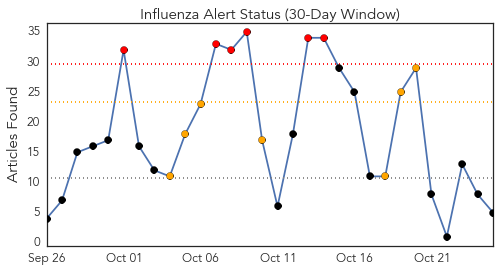 Influenza Alert Status (30-Day Window)
Articles Found
35
30
25
20
15
10
5
0
Sep 26 Oct 01 Oct 06 Oct 11 Oct 16 Oct 21